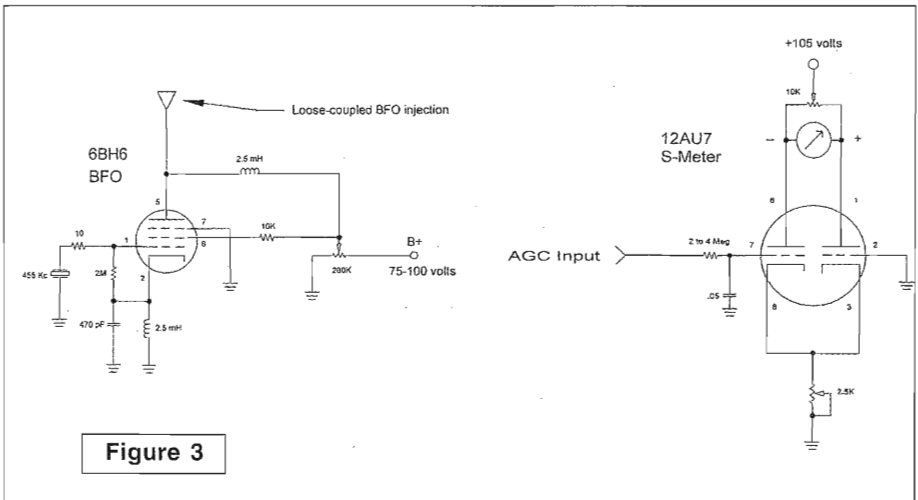 Loose-coupled BFO injection
6BH6
BFO
2.5 mH
5
7
6
1
2
10
10K
455 Kc
2M
200K
B+
75-100 volts
470 pF
2.5 mH
Figure 3
+105 volts
10K
12AU7
S-Meter
-
+
6
1
AGC Input
2 to 4 Meg
7
2
.05
8
3
2.5K